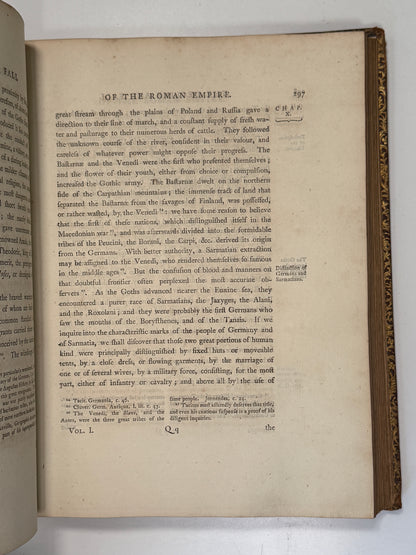 FALL
OF THE ROMAN EMPIRE.
297
great ſtream through the plains of Poland and Ruſſia gave a
direction to their line of march, and a conſtant ſupply of freſh wa-
ter and paſturage to their numerous herds of cattle. They followed
the unknown courſe of the river, confident in their valour, and
careleſs of whatever power might oppoſe their progreſs. The
Baſtarnæ and the Venedi were the firſt who preſented themſelves;
and the flower of their youth, either from choice or compulſion,
increaſed the Gothic army. The Baſtarnæ dwelt on the northern
ſide of the Carpathian mountains; the immenſe tract of land that
ſeparated the Baſtarnæ from the ſavages of Finland, was poſſeſſed,
or rather waſted, by the Venedi: we have ſome reaſon to believe
that the firſt of theſe nations, which diſtinguiſhed itſelf in the
Macedonian war, and was afterwards divided into the formidable
tribes of the Peucini, the Borani, the Carpi, &c. derived its origin
from the Germans. With better authority, a Sarmatian extraction
may be aſſigned to the Venedi, who rendered themſelves ſo famous
in the middle ages. But the confuſion of blood and manners on
that doubtful frontier often perplexed the moſt accurate ob-
ſervers. As the Goths advanced nearer the Euxine ſea, they
encountered a purer race of Sarmatians, the Jazyges, the Alani,
and the Roxolani; and they were probably the firſt Germans who
ſaw the mouths of the Boryſthenes, and of the Tanais. If we
inquire into the characteriſtic marks of the people of Germany and
of Sarmatia, we ſhall diſcover that thoſe two great portions of human
kind were principally diſtinguiſhed by fixed huts or moveable
tents, by a cloſe dreſs, or flowing garments, by the marriage of
one or of ſeveral wives, by a military force, conſiſting, for the moſt
part, either of infantry or cavalry; and above all by the uſe of
CHAP.
X.
Diſtinction of
Germans and
Sarmatians.
Tacit. Germania, c. 46.
Cluver. Germ. Antiqua, l. iii. c. 43.
The Venedi, the Slavi, and the
Antes, were the three great tribes of the
ſame people. Jornandes, c. 24.
Tacitus moſt aſſuredly deſerves that title,
and even his cautious ſuſpenſe is a proof of his
diligent inquiries.
VOL. I.
Q q
the